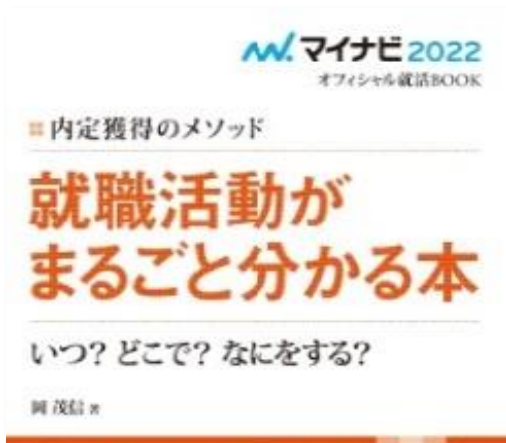 マイナビ2022
オフィシャル就活BOOK
内定獲得のメソッド
就職活動が
まるごと分かる本
いつ? どこで? なにをする?
岡 茂信 著